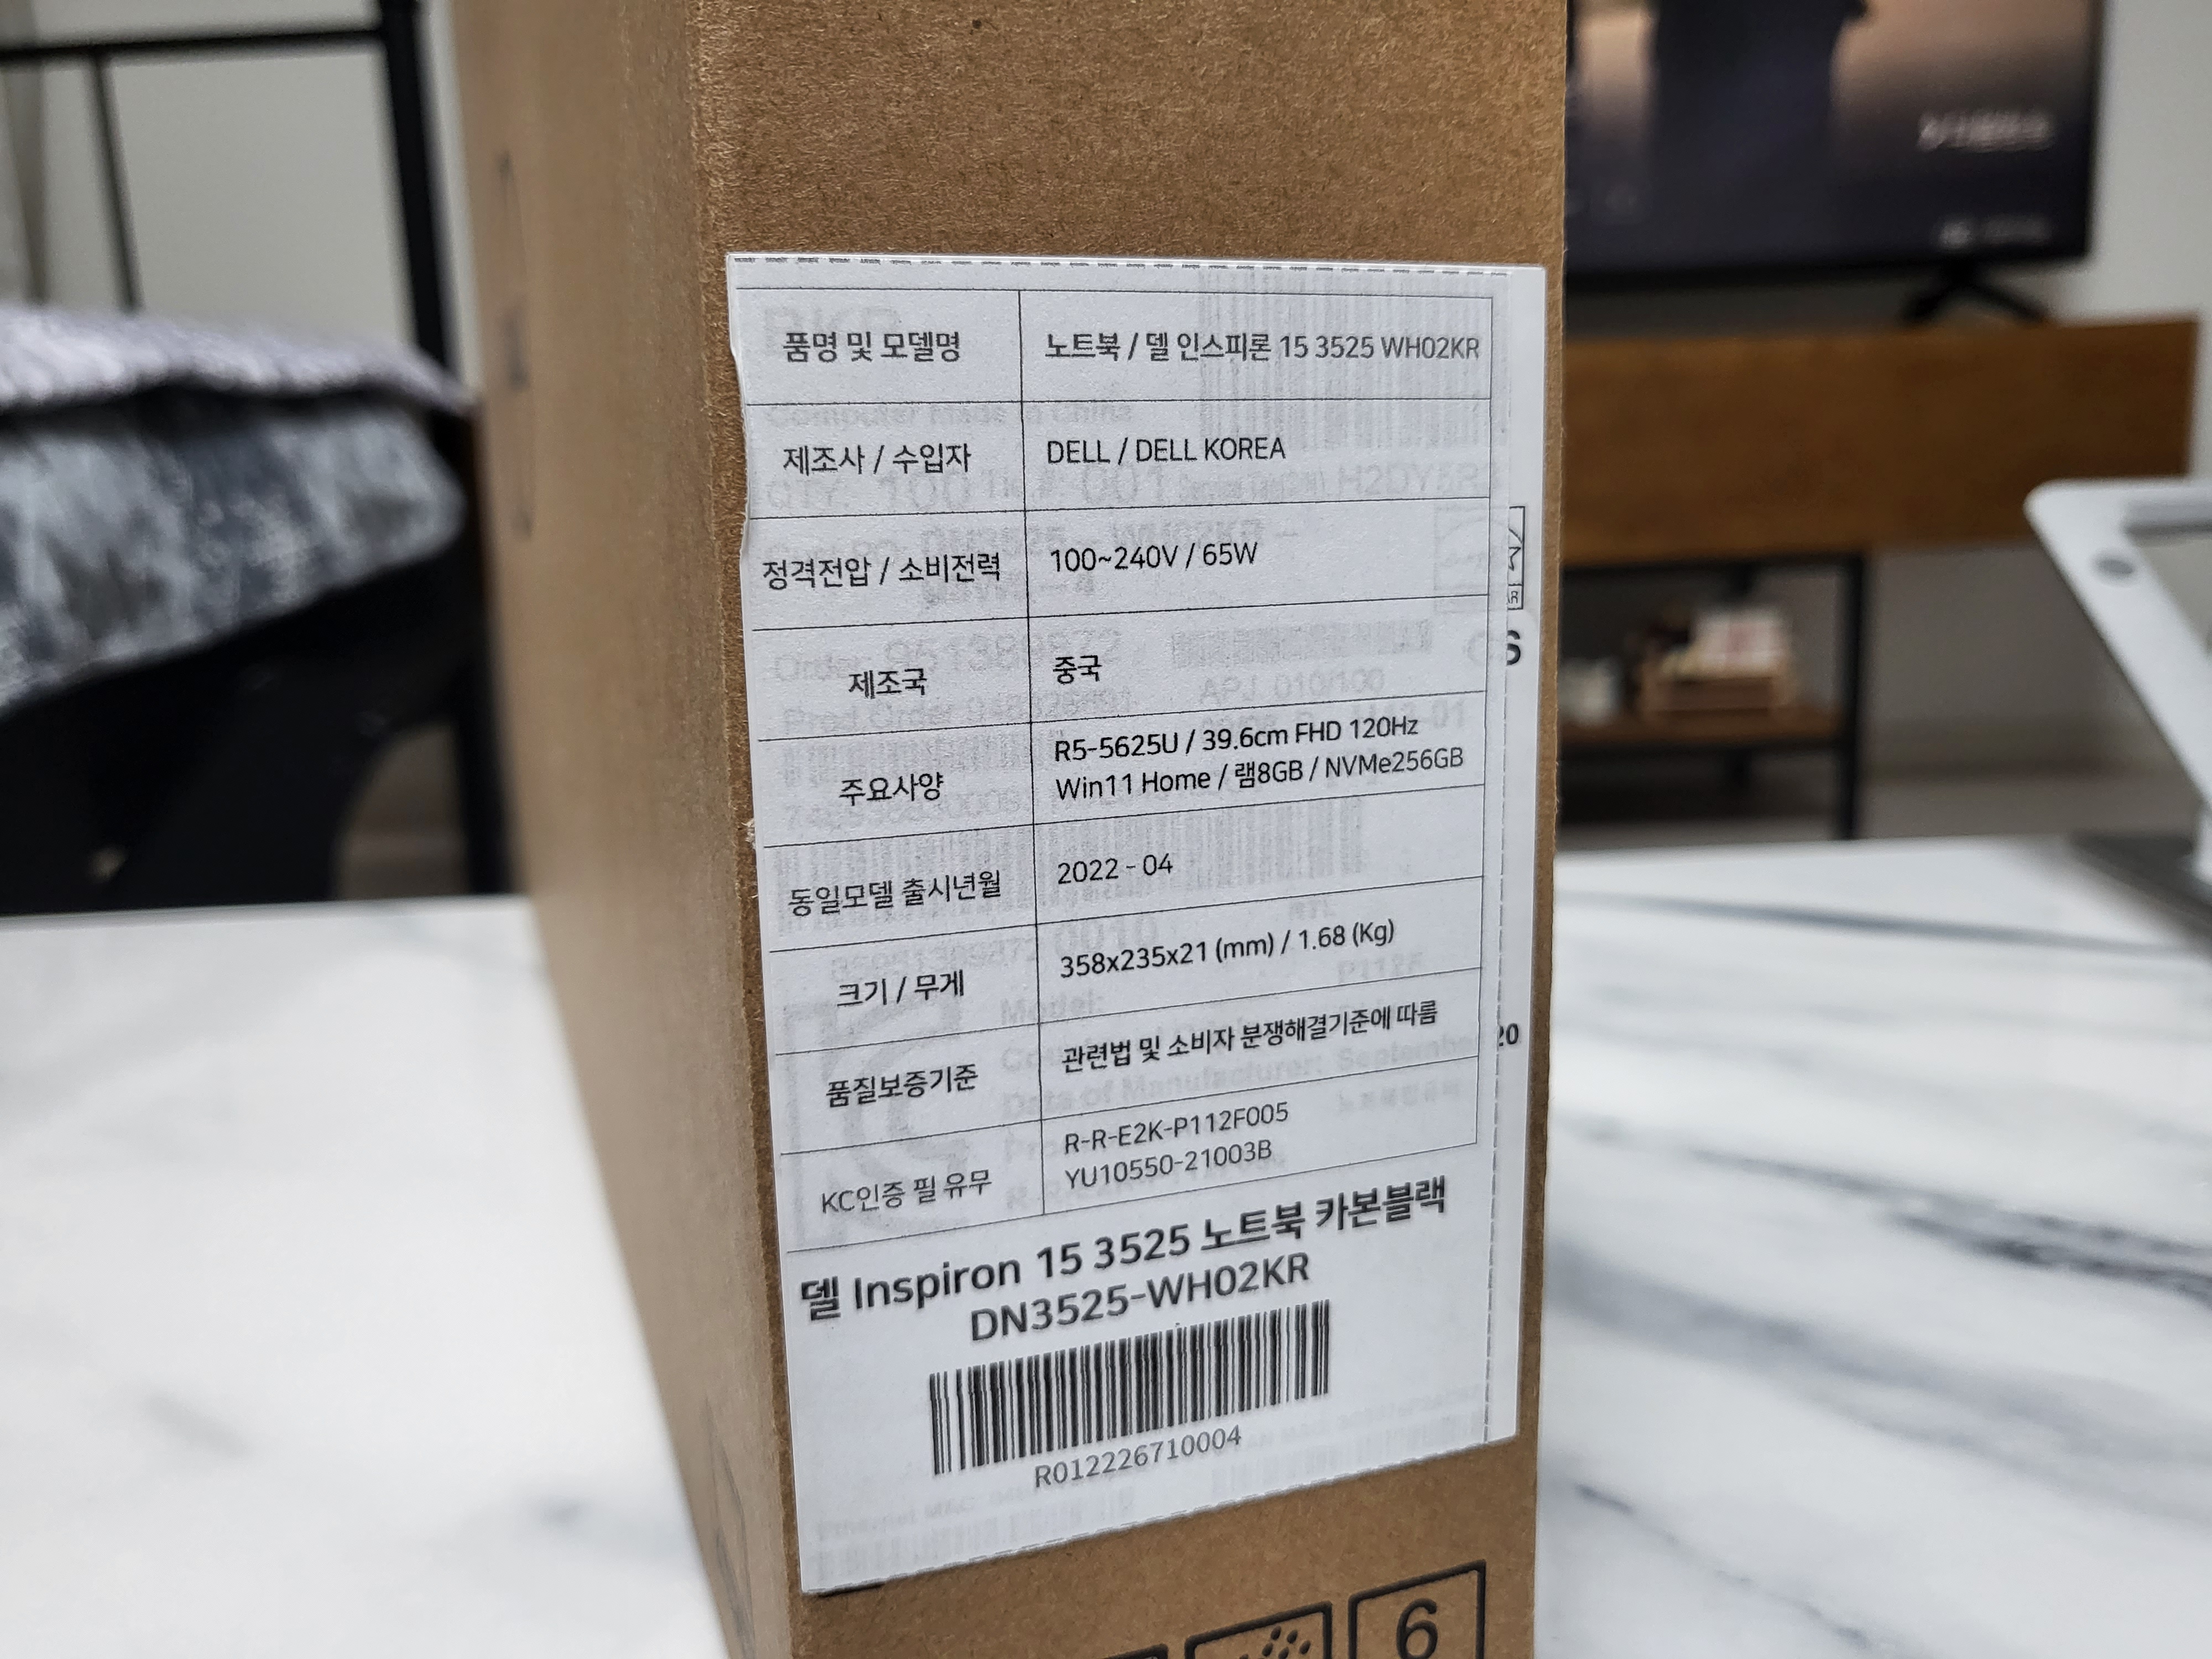 품명 및 모델명
노트북 / 델 인스피론 15 3525 WH02KR
제조사 / 수입자
DELL / DELL KOREA
정격전압 / 소비전력
100~240V / 65W
제조국
중국
주요사양
R5-5625U / 39.6cm FHD 120Hz
Win11 Home / 램8GB / NVMe256GB
동일모델 출시년월
2022 - 04
크기 / 무게
358x235x21 (mm) / 1.68 (Kg)
품질보증기준
관련법 및 소비자 분쟁해결기준에 따름
KC인증 필 유무
R-R-E2K-P112F005
YU10550-21003B
델 Inspiron 15 3525 노트북 카본블랙
DN3525-WH02KR
R012226710004
6